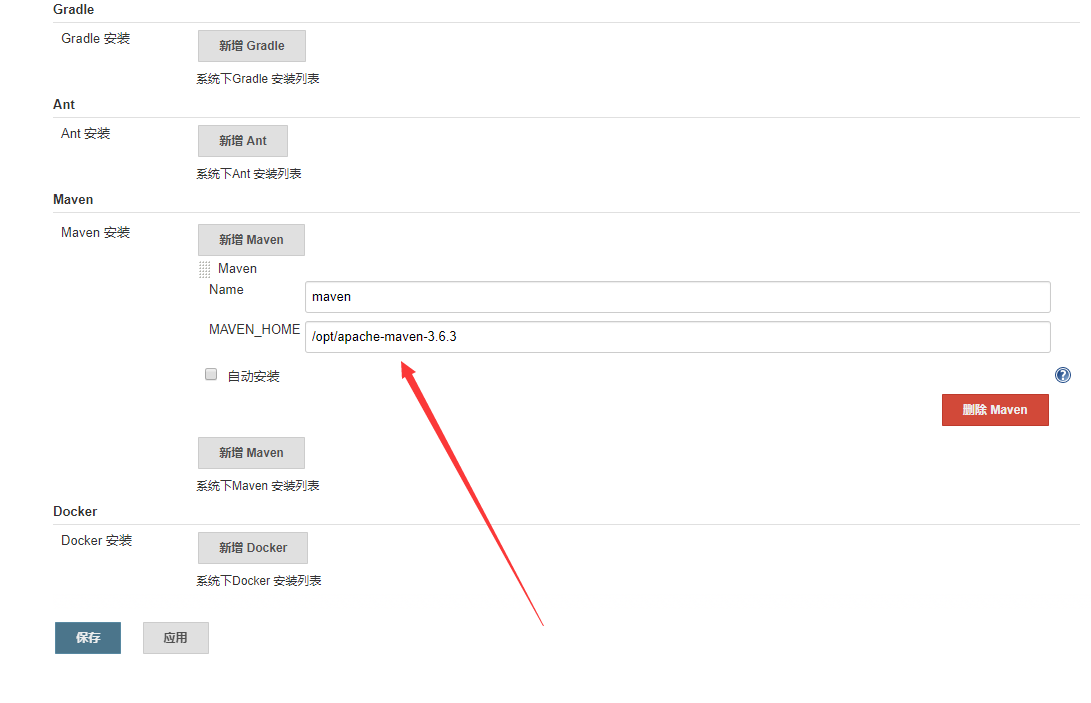 Gradle
Gradle 安装
新增 Gradle
系统下Gradle 安装列表
Ant
Ant 安装
新增 Ant
系统下Ant 安装列表
Maven
Maven 安装
新增 Maven
Maven
Name
maven
MAVEN_HOME
/opt/apache-maven-3.6.3
自动安装
?
删除 Maven
新增 Maven
系统下Maven 安装列表
Docker
Docker 安装
新增 Docker
系统下Docker 安装列表
保存 应用